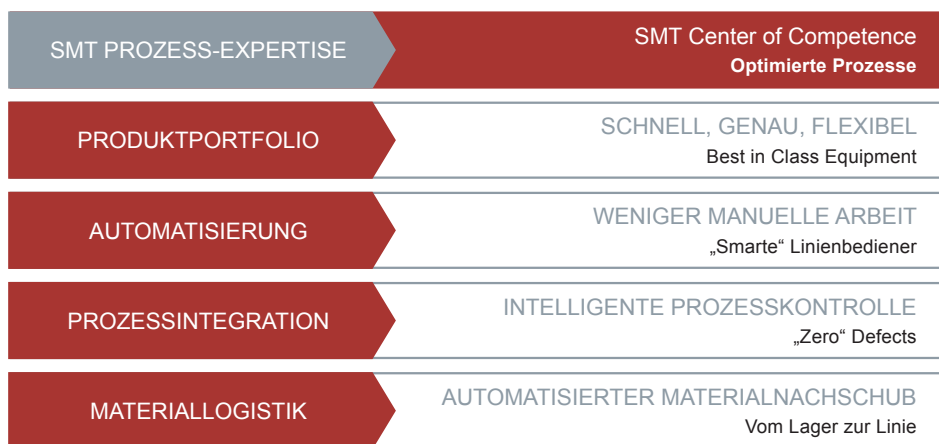 SMT PROZESS-EXPERTISE
SMT Center of Competence
Optimierte Prozesse
PRODUKTPORTFOLIO
SCHNELL, GENAU, FLEXIBEL
Best in Class Equipment
AUTOMATISIERUNG
WENIGER MANUELLE ARBEIT
„Smarte“ Linienbediener
PROZESSINTEGRATION
INTELLIGENTE PROZESSKONTROLLE
„Zero“ Defects
MATERIALLOGISTIK
AUTOMATISIERTER MATERIALNACHSCHUB
Vom Lager zur Linie